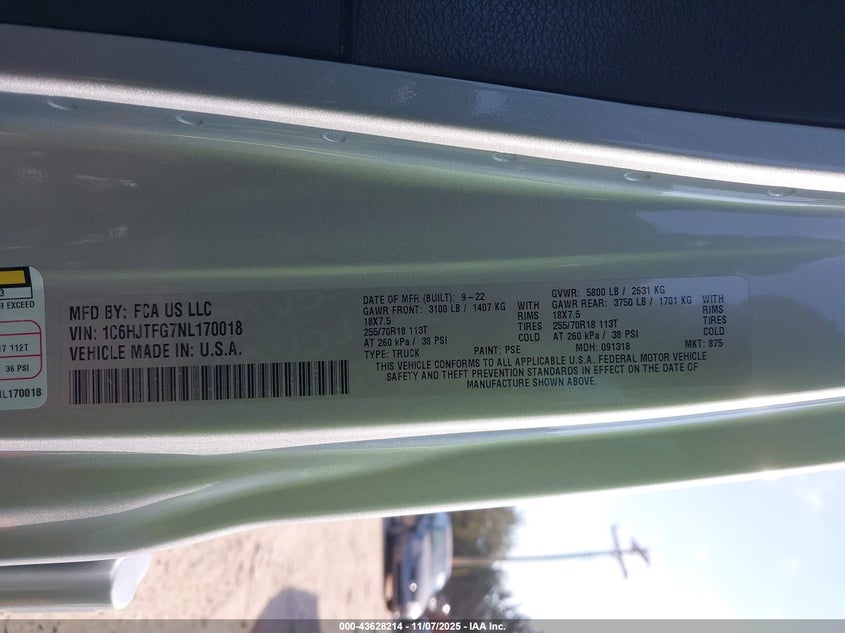 3
R EXCEED
17 112T
36 PSI
NL170018
MFD BY: FCA US LLC
VIN: 1C6HJTFG7NL170018
VEHICLE MADE IN: U.S.A.
DATE OF MFR (BUILT): 9-22
GAWR FRONT: 3100 LB / 1407 KG WITH
18X7.5 RIMS
255/70R18 113T TIRES
AT 260 kPa / 38 PSI COLD
GVWR: 5800 LB / 2631 KG
GAWR REAR: 3750 LB / 1701 KG WITH
18X7.5 RIMS
255/70R18 113T TIRES
AT 260 kPa / 38 PSI COLD
TYPE: TRUCK PAINT: PSE MDH: 091318 MKT: 875
THIS VEHICLE CONFORMS TO ALL APPLICABLE U.S.A. FEDERAL MOTOR VEHICLE
SAFETY AND THEFT PREVENTION STANDARDS IN EFFECT ON THE DATE OF
MANUFACTURE SHOWN ABOVE.
000-43628214 - 11/07/2025 - IAA Inc.